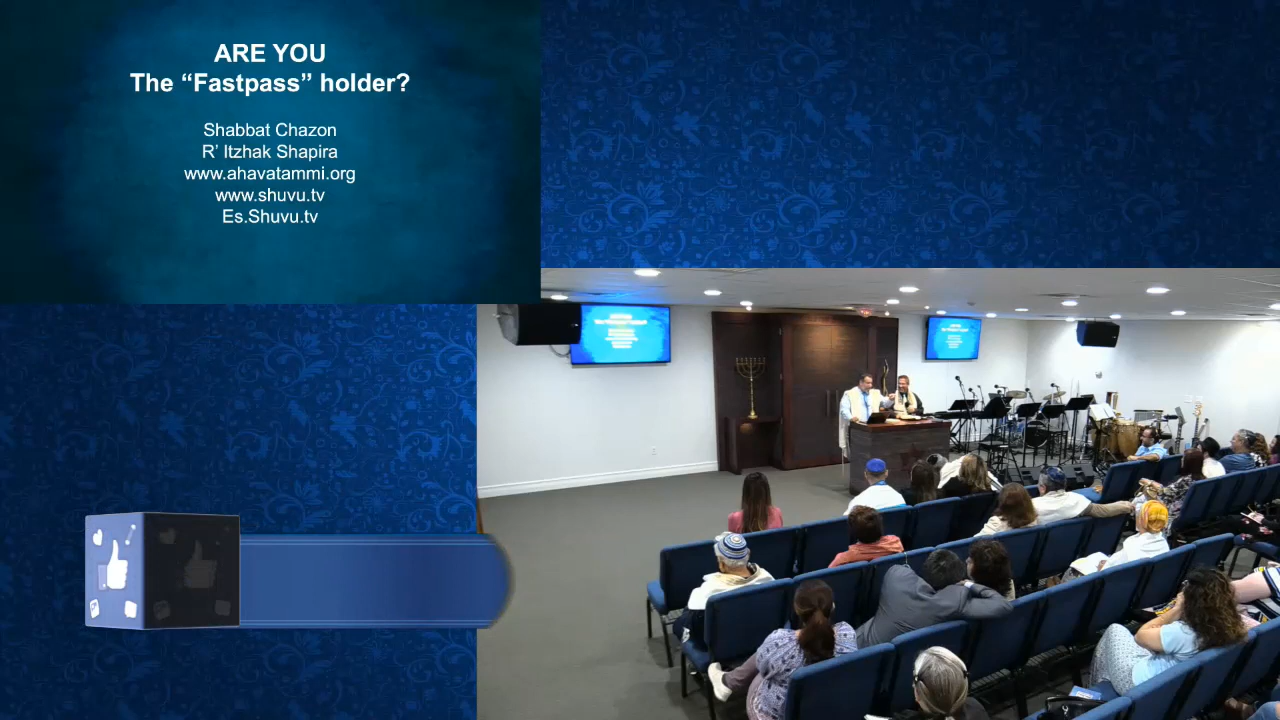 ARE YOU
The “Fastpass” holder?
Shabbat Chazon
R’ Itzhak Shapira
www.ahavatammi.org
www.shuvu.tv
Es.Shuvu.tv